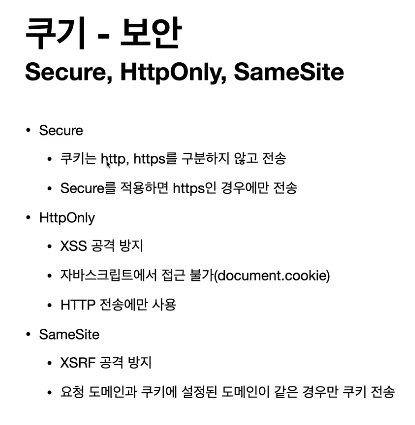 쿠기 - 보안
Secure, HttpOnly, SameSite
• Secure
• 쿠키는 http, https를 구분하지 않고 전송
• Secure를 적용하면 https인 경우에만 전송
• HttpOnly
• XSS 공격 방지
• 자바스크립트에서 접근 불가(document.cookie)
• HTTP 전송에만 사용
• SameSite
• XSRF 공격 방지
• 요청 도메인과 쿠키에 설정된 도메인이 같은 경우만 쿠키 전송